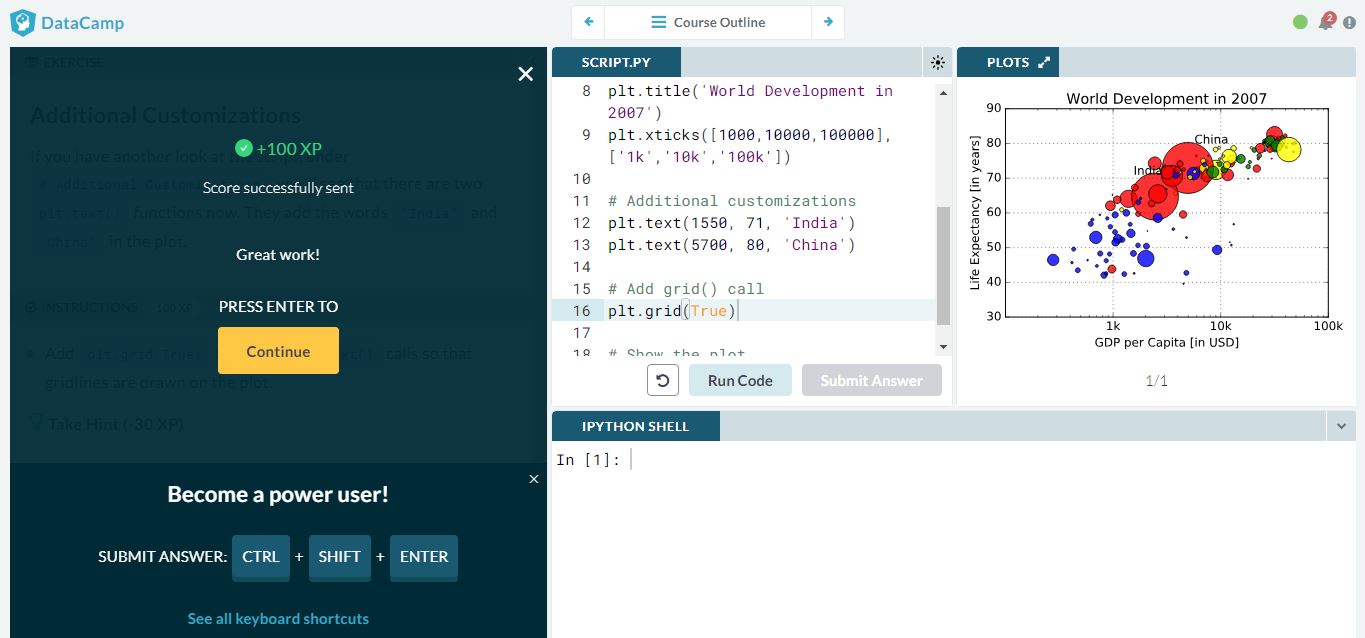 DataCamp
Course Outline
2
EXERCISE
Additional Customizations
If you have another look at the script, under
# Additional Customizations that there are two
plt.text() functions now. They add the words 'India' and
'China' in the plot.
INSTRUCTIONS 100 XP
Add plt.grid(True) calls so that
gridlines are drawn on the plot.
Take Hint (-30 XP)
+100 XP
Score successfully sent
Great work!
PRESS ENTER TO
Continue
Become a power user!
SUBMIT ANSWER: CTRL + SHIFT + ENTER
See all keyboard shortcuts
SCRIPT.PY
8 plt.title('World Development in
2007')
9 plt.xticks([1000,10000,100000],
['1k','10k','100k'])
10
11 # Additional customizations
12 plt.text(1550, 71, 'India')
13 plt.text(5700, 80, 'China')
14
15 # Add grid() call
16 plt.grid(True)
17
18 # Show the plot
Run Code
Submit Answer
PLOTS
World Development in 2007
90
80
70
60
50
40
30
Life Expectancy [in years]
China
India
1k 10k 100k
GDP per Capita [in USD]
1/1
IPYTHON SHELL
In [1]: